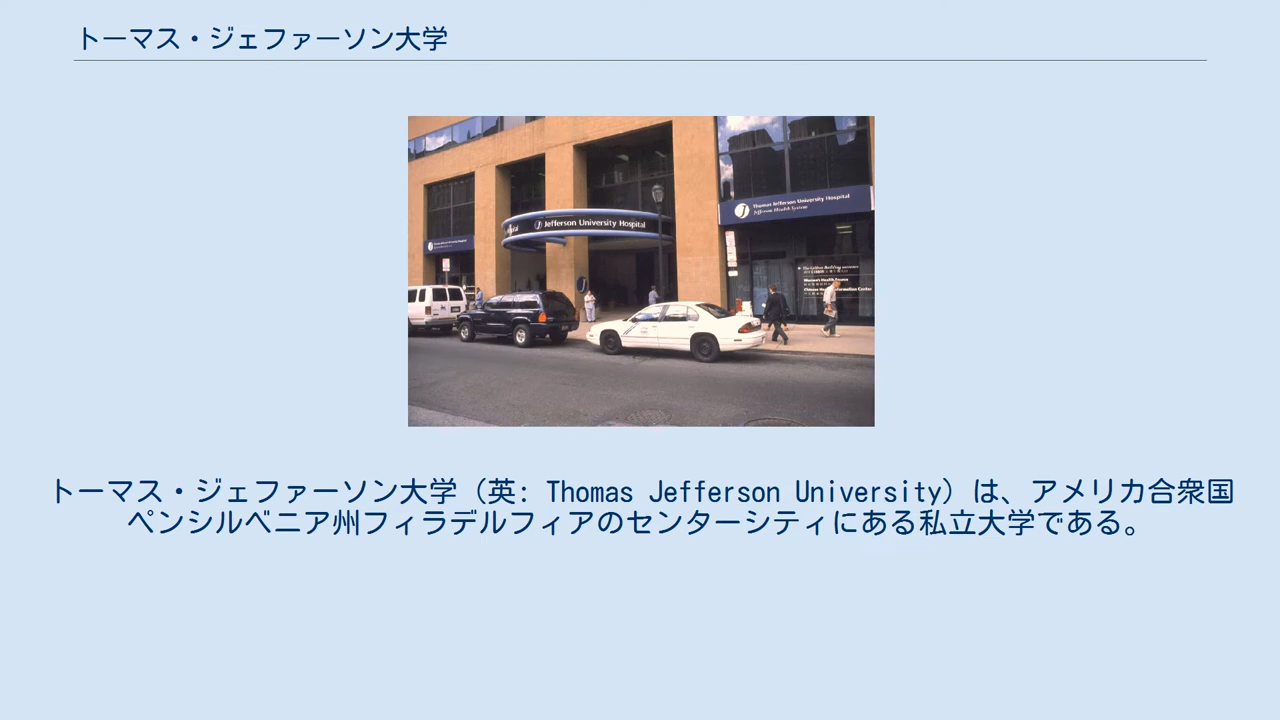 トーマス・ジェファーソン大学
Jefferson University Hospital
Thomas Jefferson University Hospital
Jefferson Health System
トーマス・ジェファーソン大学（英: Thomas Jefferson University）は、アメリカ合衆国
ペンシルベニア州フィラデルフィアのセンターシティにある私立大学である。